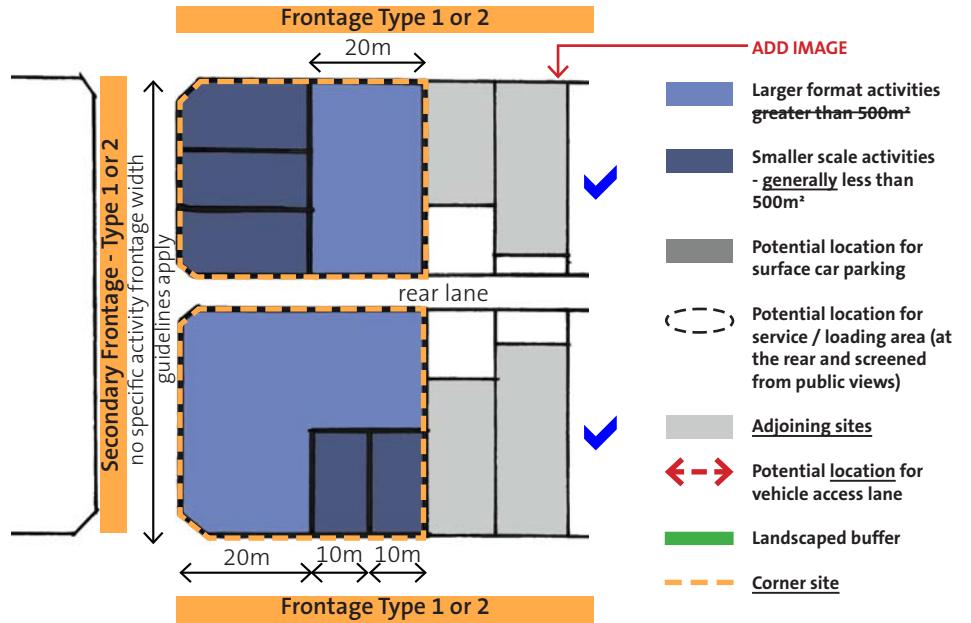 Frontage Type 1 or 2
20m
ADD IMAGE
Larger format activities
greater than 500m²
Smaller scale activities
- generally less than
500m²
Potential location for
surface car parking
Potential location for
service / loading area (at
the rear and screened
from public views)
Adjoining sites
Potential location for
vehicle access lane
Landscaped buffer
Corner site
Secondary Frontage - Type 1 or 2
no specific activity frontage width
guidelines apply
rear lane
20m
10m
10m
Frontage Type 1 or 2